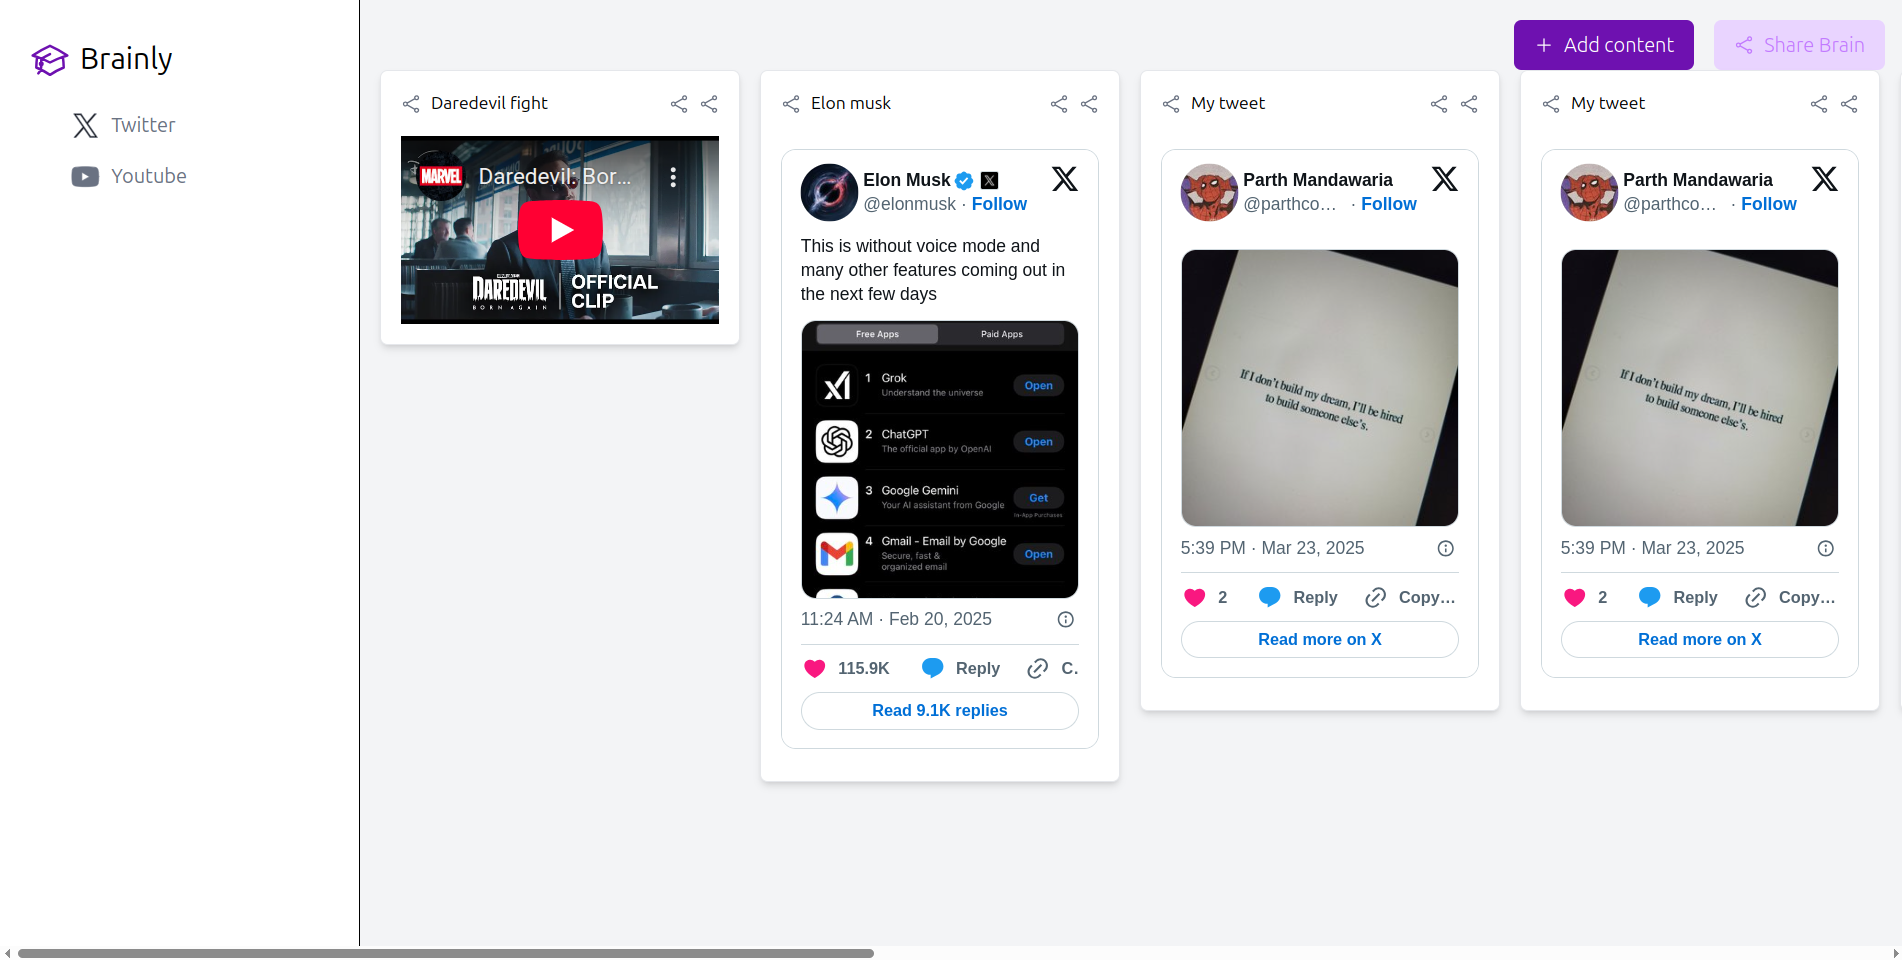 Brainly
Twitter
Youtube
Add content
Share Brain
Daredevil fight
MARVEL
Daredevil: Bor...
DAREDEVIL
BORN AGAIN
OFFICIAL
CLIP
Elon musk
Elon Musk
@elonmusk · Follow
This is without voice mode and
many other features coming out in
the next few days
Free Apps
Paid Apps
1 Grok
Understand the universe
Open
2 ChatGPT
The official app by OpenAI
Open
3 Google Gemini
Your AI assistant from Google
Get
In-App Purchases
4 Gmail - Email by Google
Secure, fast &
organized email
Open
11:24 AM · Feb 20, 2025
115.9K
Reply
C.
Read 9.1K replies
My tweet
Parth Mandawaria
@parthco... · Follow
If I don't build my dream, I'll be hired
to build someone else's.
5:39 PM · Mar 23, 2025
2
Reply
Copy...
Read more on X
My tweet
Parth Mandawaria
@parthco... · Follow
If I don't build my dream, I'll be hired
to build someone else's.
5:39 PM · Mar 23, 2025
2
Reply
Copy...
Read more on X